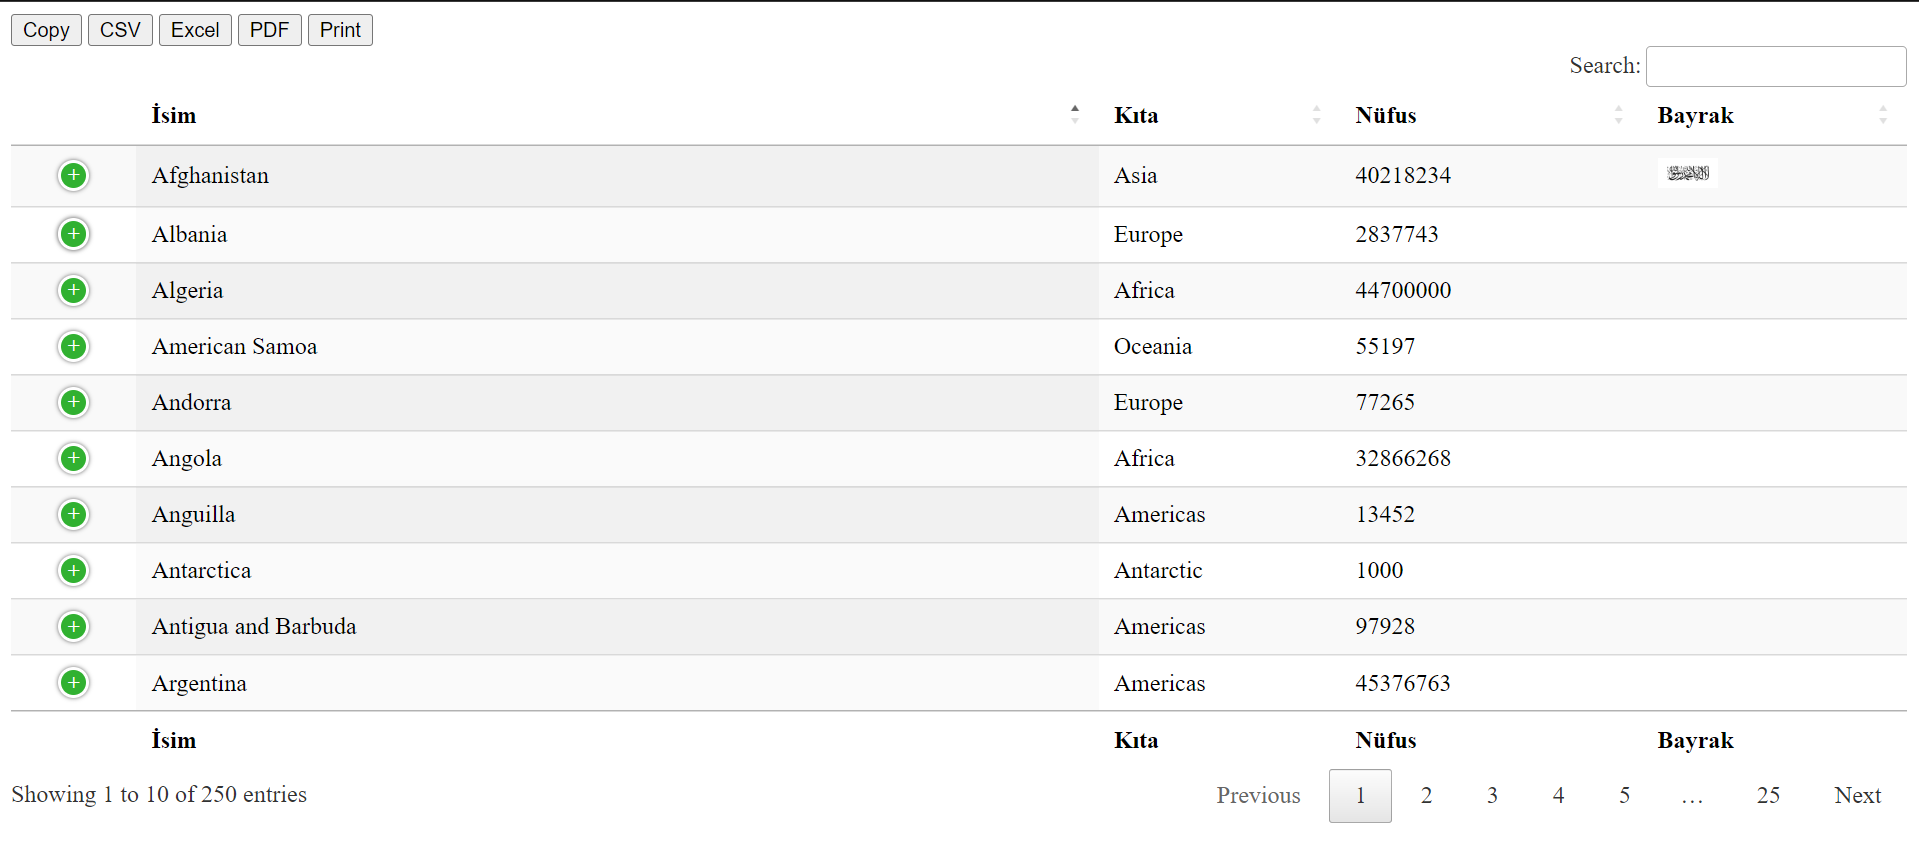 Copy CSV Excel PDF Print
Search:
İsim Kıta Nüfus Bayrak
+ Afghanistan Asia 40218234
+ Albania Europe 2837743
+ Algeria Africa 44700000
+ American Samoa Oceania 55197
+ Andorra Europe 77265
+ Angola Africa 32866268
+ Anguilla Americas 13452
+ Antarctica Antarctic 1000
+ Antigua and Barbuda Americas 97928
+ Argentina Americas 45376763
İsim Kıta Nüfus Bayrak
Showing 1 to 10 of 250 entries Previous 1 2 3 4 5 … 25 Next